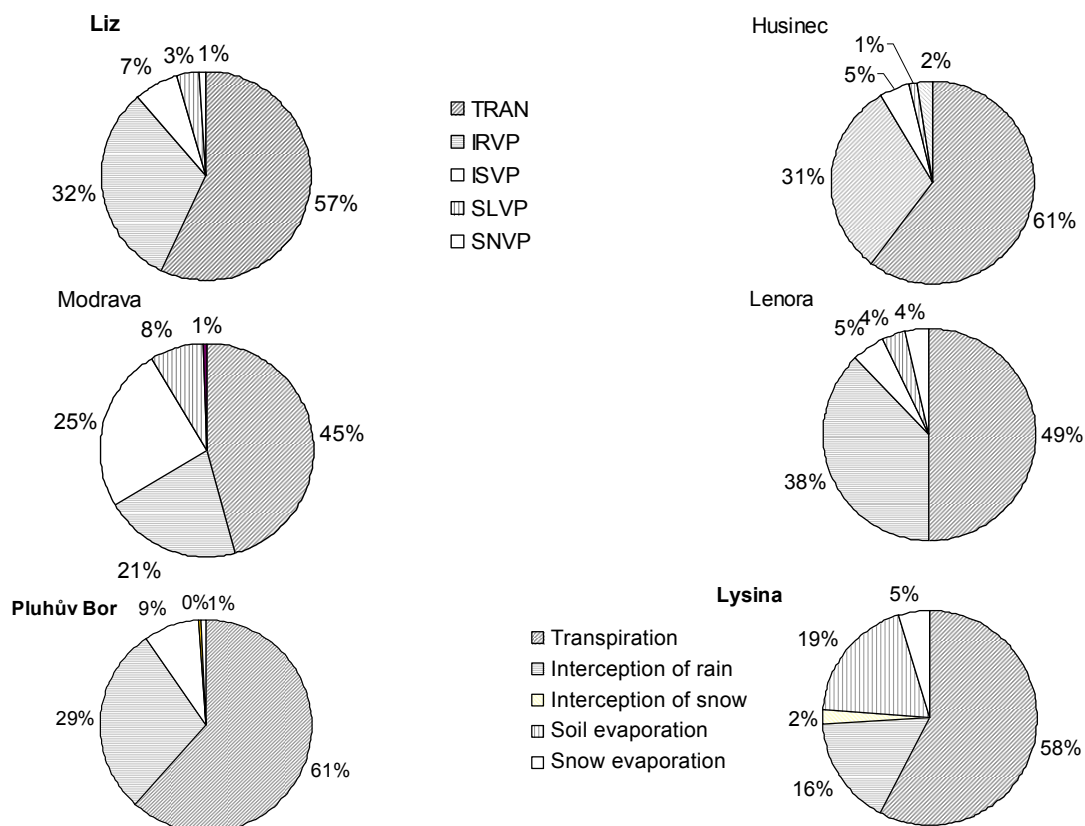 Liz
3% 1%
7%
32%
57%
TRAN
IRVP
ISVP
SLVP
SNVP
Husinec
1%
2%
5%
31%
61%
Modrava
8% 1%
25%
45%
21%
Lenora
4%
4%
5%
49%
38%
Pluhův Bor
9% 0% 1%
29%
61%
Transpiration
Interception of rain
Interception of snow
Soil evaporation
Snow evaporation
Lysina
5%
19%
2%
58%
16%